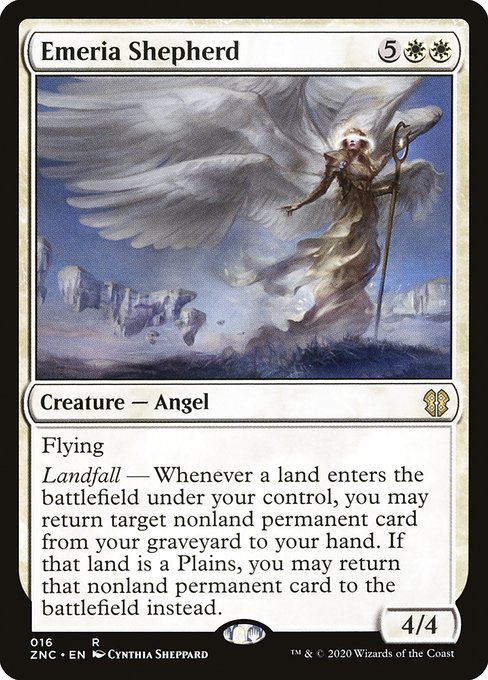 Emeria Shepherd 5
Creature — Angel
Flying
Landfall — Whenever a land enters the
battlefield under your control, you may
return target nonland permanent card
from your graveyard to your hand. If
that land is a Plains, you may return
that nonland permanent card to the
battlefield instead.
4/4
016 R
ZNC • EN Cynthia Sheppard ™ & © 2020 Wizards of the Coast